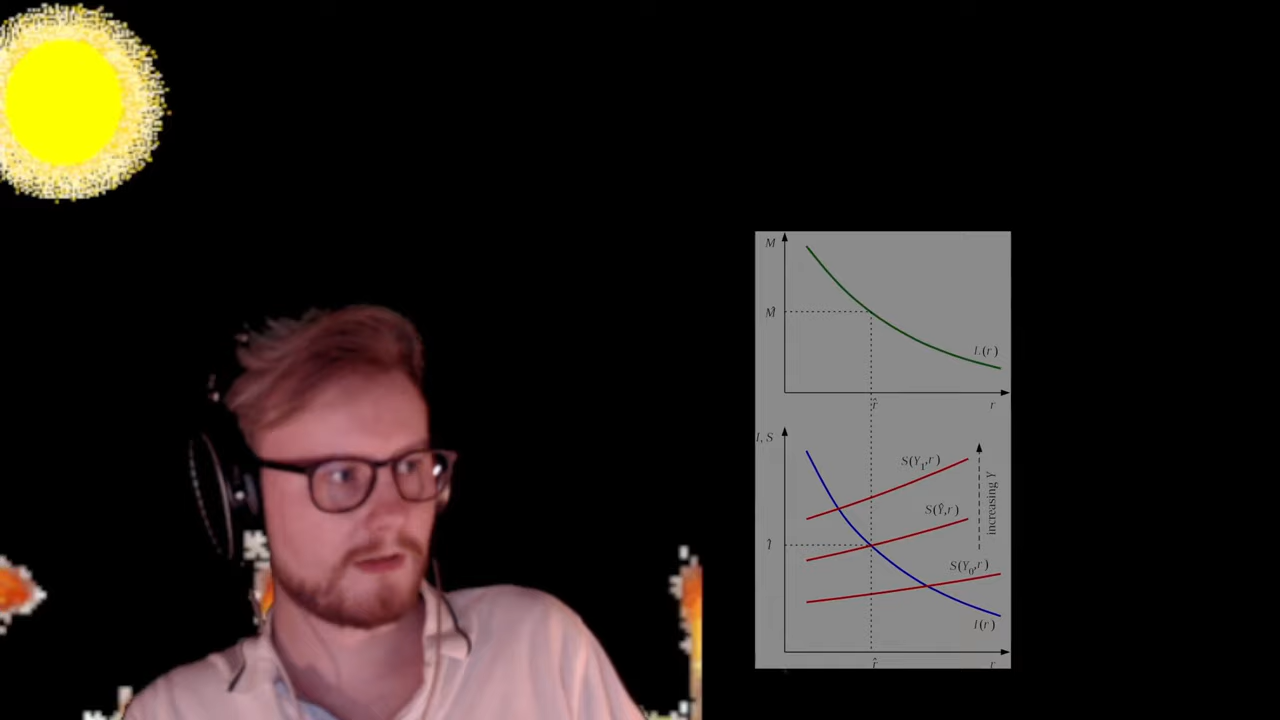 M
M̂
L(r)
r̂
r
I, S
S(Y₁,r)
S(Ŷ,r)
increasing Y
Î
S(Y₀,r)
I(r)
r̂
r